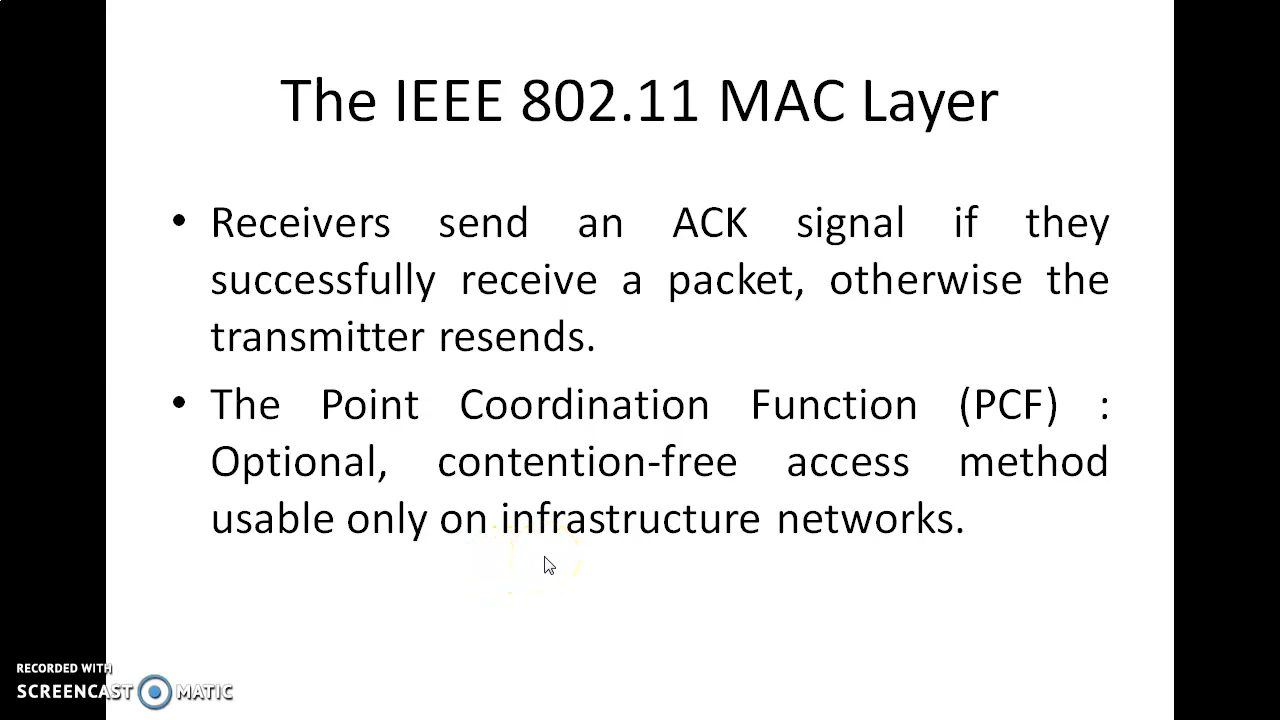 The IEEE 802.11 MAC Layer
• Receivers send an ACK signal if they
successfully receive a packet, otherwise the
transmitter resends.
• The Point Coordination Function (PCF) :
Optional, contention-free access method
usable only on infrastructure networks.
RECORDED WITH
SCREENCAST MATIC